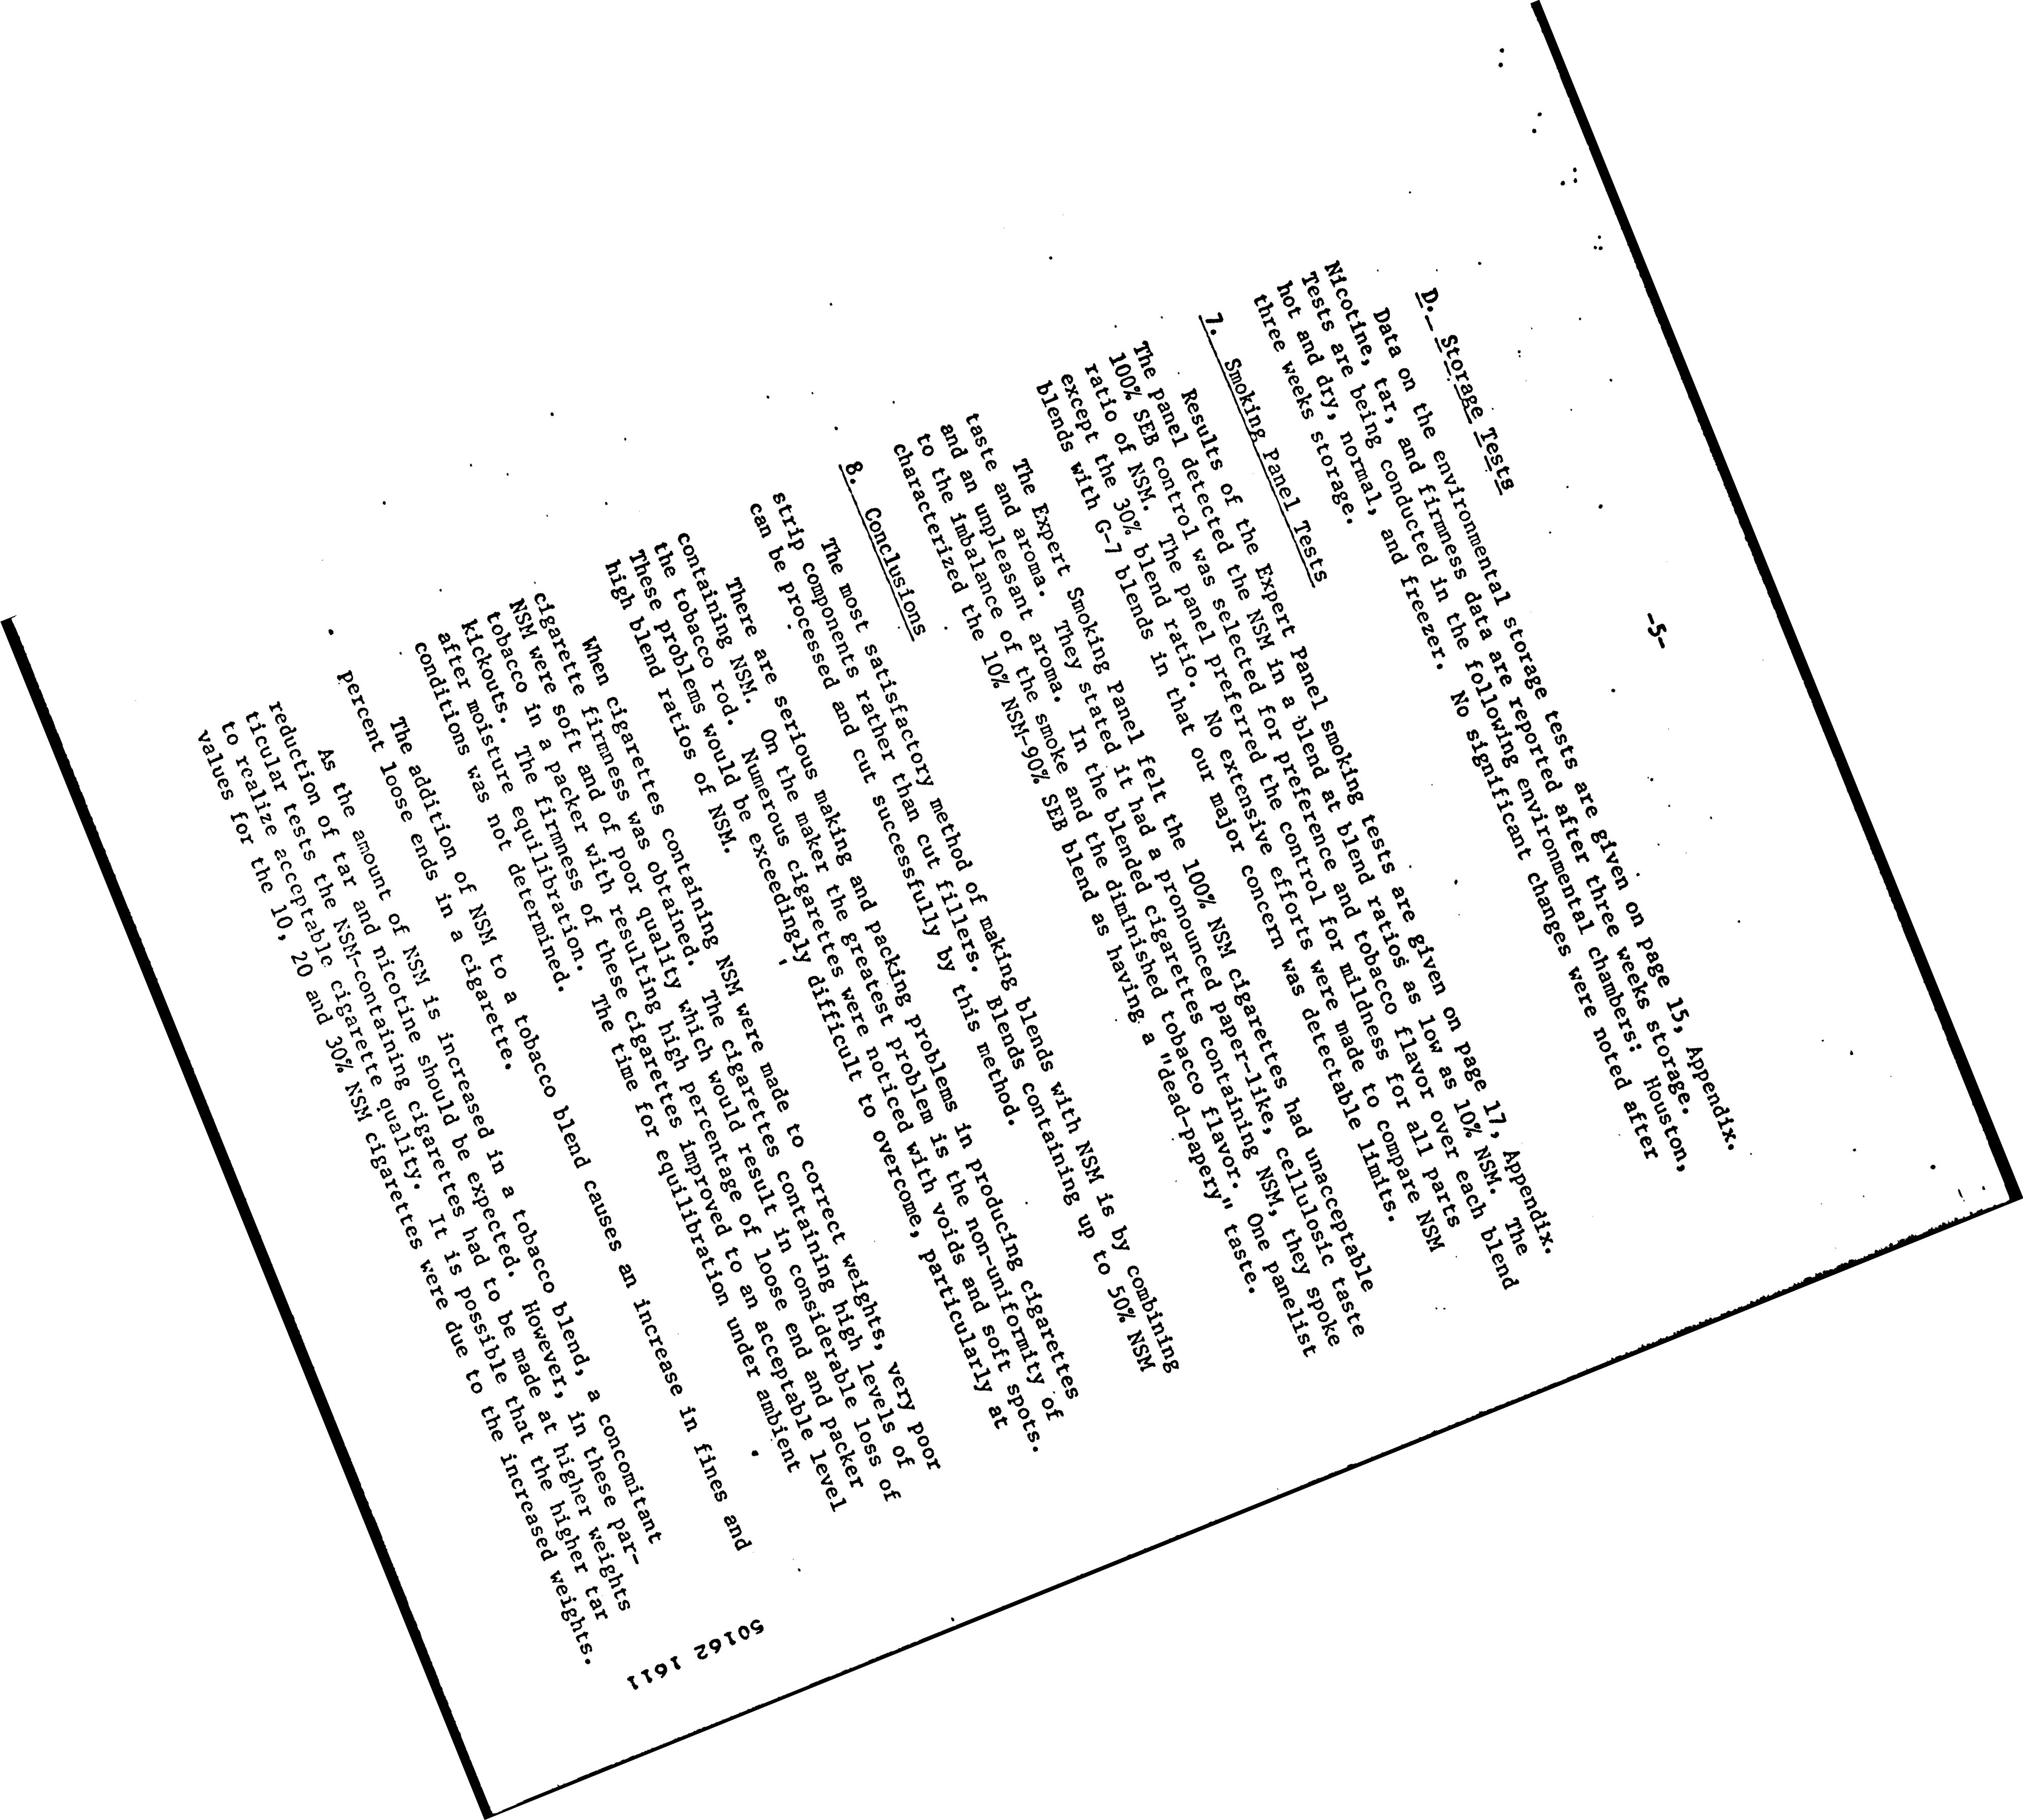 -5-
D. Storage Tests
Data on the environmental storage tests are given on page 15, Appendix.
Nicotine, tar, and firmness data are reported after three weeks storage.
Tests are being conducted in the following environmental chambers: Houston,
hot and dry, normal, and freezer. No significant changes were noted after
three weeks storage.
7. Smoking Panel Tests
Results of the Expert Panel smoking tests are given on page 17, Appendix.
The panel detected the NSM in a blend at blend ratios as low as 10% NSM. The
100% SEB control was selected for preference and tobacco flavor over each blend
ratio of NSM. The panel preferred the control for mildness for all parts
except the 30% blend ratio. No extensive efforts were made to compare NSM
blends with G-7 blends in that our major concern was detectable limits.
The Expert Smoking Panel felt the 100% NSM cigarettes had unacceptable
taste and aroma. They stated it had a pronounced paper-like, cellulosic taste
and an unpleasant aroma. In the blended cigarettes containing NSM, they spoke
to the imbalance of the smoke and the diminished tobacco flavor. One panelist
characterized the 10% NSM-90% SEB blend as having a "dead-papery" taste.
8. Conclusions
The most satisfactory method of making blends with NSM is by combining
strip components rather than cut fillers. Blends containing up to 50% NSM
can be processed and cut successfully by this method.
There are serious making and packing problems in producing cigarettes
containing NSM. On the maker the greatest problem is the non-uniformity of
the tobacco rod. Numerous cigarettes were noticed with voids and soft spots.
These problems would be exceedingly difficult to overcome, particularly at
high blend ratios of NSM.
When cigarettes containing NSM were made to correct weights, very poor
cigarette firmness was obtained. The cigarettes containing high levels of
NSM were soft and of poor quality which would result in considerable loss of
tobacco in a packer with resulting high percentage of loose end and packer
kickouts. The firmness of these cigarettes improved to an acceptable level
after moisture equilibration. The time for equilibration under ambient
conditions was not determined.
The addition of NSM to a tobacco blend causes an increase in fines and
percent loose ends in a cigarette.
As the amount of NSM is increased in a tobacco blend, a concomitant
reduction of tar and nicotine should be expected. However, in these par-
ticular tests the NSM-containing cigarettes had to be made at higher weights
to realize acceptable cigarette quality. It is possible that the higher tar
values for the 10, 20 and 30% NSM cigarettes were due to the increased weights.
50162 1611